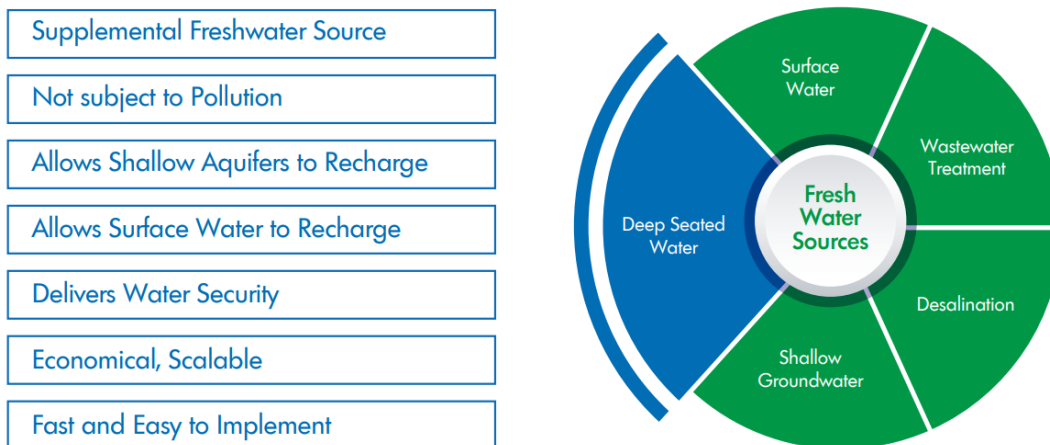 Supplemental Freshwater Source
Not subject to Pollution
Allows Shallow Aquifers to Recharge
Allows Surface Water to Recharge
Delivers Water Security
Economical, Scalable
Fast and Easy to Implement
Surface
Water
Wastewater
Treatment
Desalination
Shallow
Groundwater
Deep Seated
Water
Fresh
Water
Sources